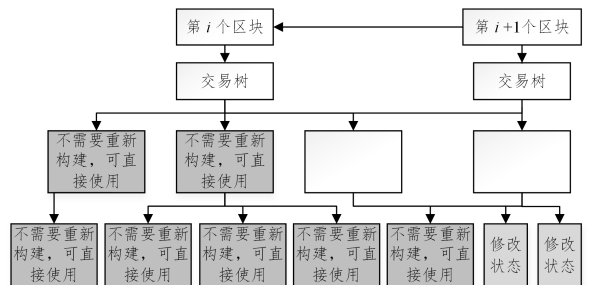 第 i 个区块
第 i+1个区块
交易树
交易树
不需要重新
构建，可直
接使用
不需要重新
构建，可直
接使用
不需要重新
构建，可直
接使用
不需要重新
构建，可直
接使用
不需要重新
构建，可直
接使用
不需要重新
构建，可直
接使用
不需要重新
构建，可直
接使用
修改
状态
修改
状态